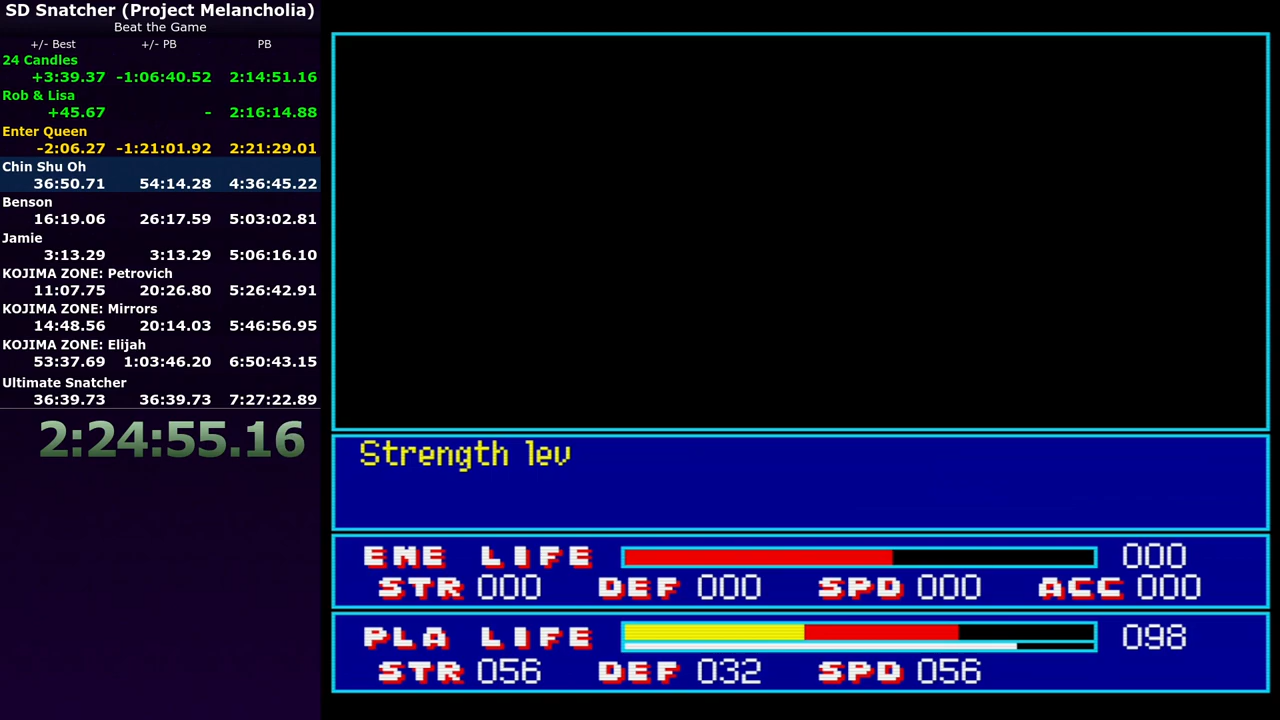 SD Snatcher (Project Melancholia)
Beat the Game
+/- Best +/- PB PB
24 Candles
+3:39.37 -1:06:40.52 2:14:51.16
Rob & Lisa
+45.67 - 2:16:14.88
Enter Queen
-2:06.27 -1:21:01.92 2:21:29.01
Chin Shu Oh
36:50.71 54:14.28 4:36:45.22
Benson
16:19.06 26:17.59 5:03:02.81
Jamie
3:13.29 3:13.29 5:06:16.10
KOJIMA ZONE: Petrovich
11:07.75 20:26.80 5:26:42.91
KOJIMA ZONE: Mirrors
14:48.56 20:14.03 5:46:56.95
KOJIMA ZONE: Elijah
53:37.69 1:03:46.20 6:50:43.15
Ultimate Snatcher
36:39.73 36:39.73 7:27:22.89
2:24:55.16
Strength lev
ENE LIFE 000
STR 000 DEF 000 SPD 000 ACC 000
PLA LIFE 098
STR 056 DEF 032 SPD 056